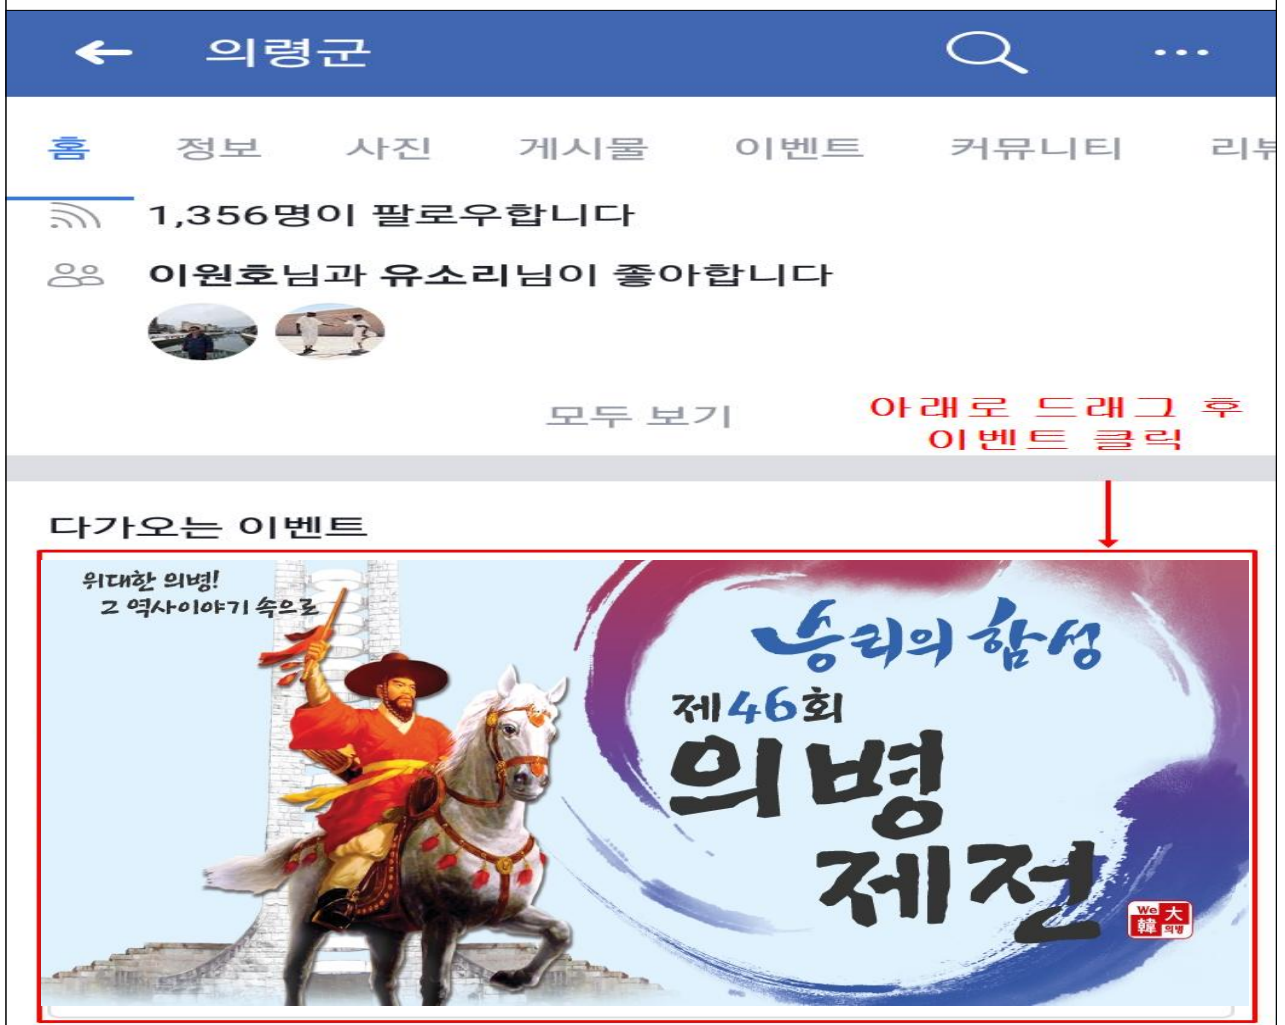 의령군
홈 정보 사진 게시물 이벤트 커뮤니티 리뷰
1,356명이 팔로우합니다
이원호님과 유소리님이 좋아합니다
모두 보기
아래로 드래그 후
이벤트 클릭
다가오는 이벤트
위대한 의병!
그 역사이야기 속으로
승리의 함성
제46회
의병
제전
We 大
韓 의병